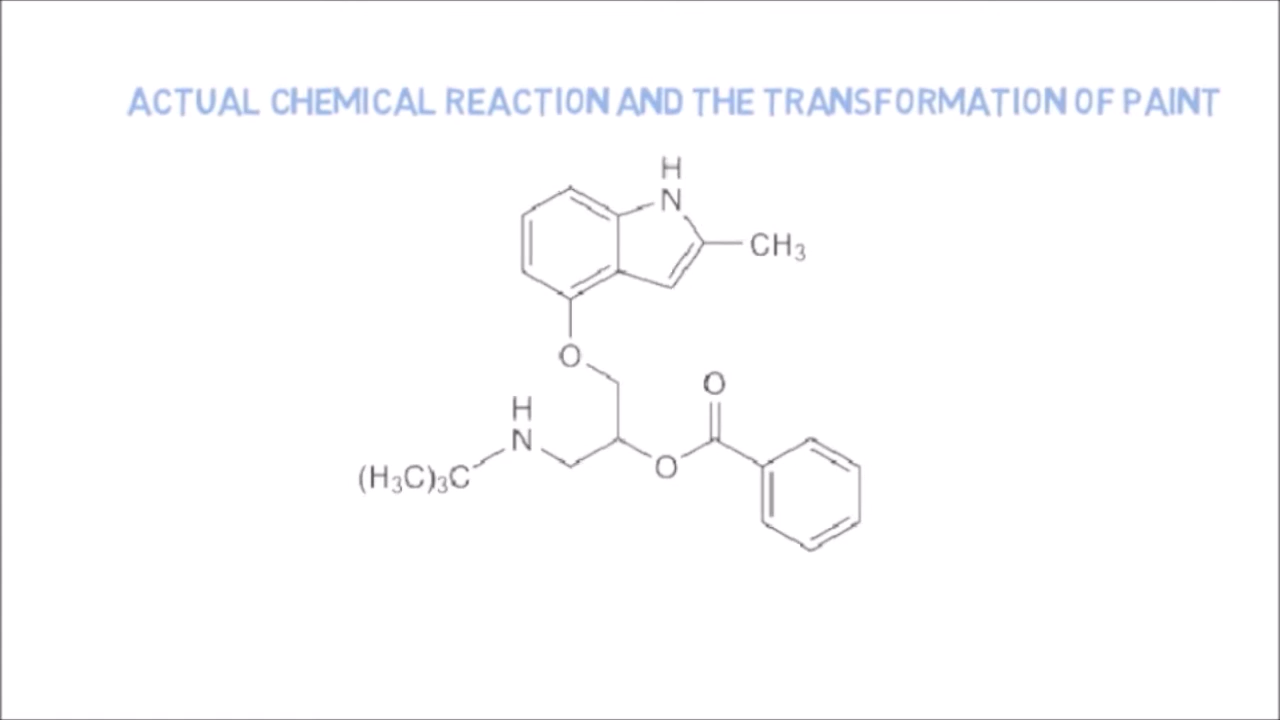 ACTUAL CHEMICAL REACTION AND THE TRANSFORMATION OF PAINT
H
N
CH₃
O
O
H
N
O
(H₃C)₃C